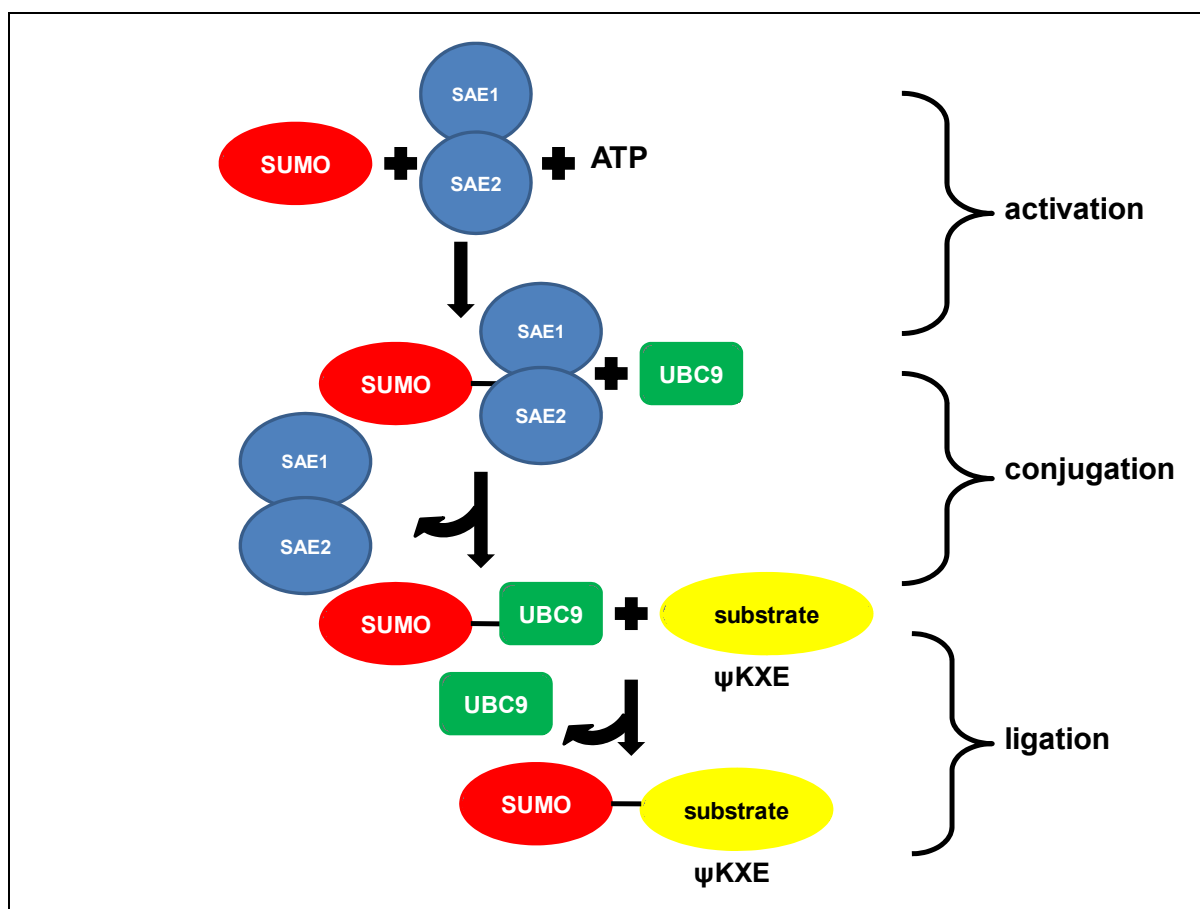 SAE1
SUMO
SAE2
ATP
activation
SAE1
SUMO
UBC9
SAE2
SAE1
conjugation
SAE2
SUMO
UBC9
substrate
ψKXE
UBC9
ligation
SUMO
substrate
ψKXE